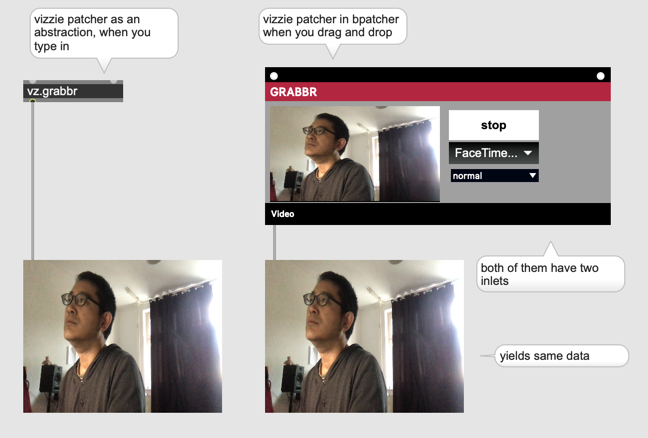 vizzie patcher as an
abstraction, when you
type in
vizzie patcher in bpatcher
when you drag and drop
vz.grabbr
GRABBR
stop
FaceTime...
normal
Video
both of them have two
inlets
yields same data